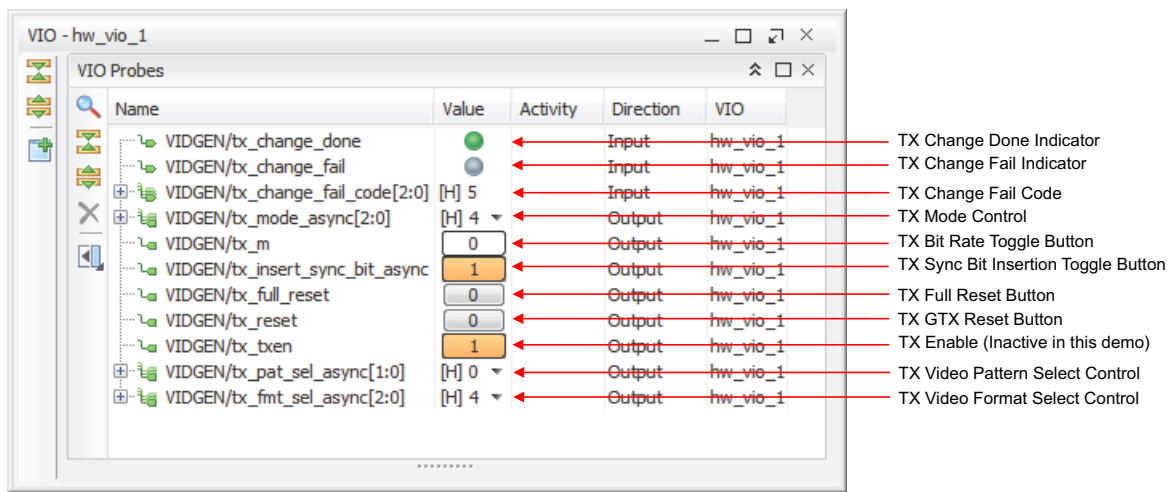 VIO - hw_vio_1
VIO Probes
Name Value Activity Direction VIO
VIDGEN/tx_change_done Input hw_vio_1 TX Change Done Indicator
VIDGEN/tx_change_fail Input hw_vio_1 TX Change Fail Indicator
VIDGEN/tx_change_fail_code[2:0] [H] 5 Input hw_vio_1 TX Change Fail Code
VIDGEN/tx_mode_async[2:0] [H] 4 Output hw_vio_1 TX Mode Control
VIDGEN/tx_m 0 Output hw_vio_1 TX Bit Rate Toggle Button
VIDGEN/tx_insert_sync_bit_async 1 Output hw_vio_1 TX Sync Bit Insertion Toggle Button
VIDGEN/tx_full_reset 0 Output hw_vio_1 TX Full Reset Button
VIDGEN/tx_reset 0 Output hw_vio_1 TX GTX Reset Button
VIDGEN/tx_txen 1 Output hw_vio_1 TX Enable (Inactive in this demo)
VIDGEN/tx_pat_sel_async[1:0] [H] 0 Output hw_vio_1 TX Video Pattern Select Control
VIDGEN/tx_fmt_sel_async[2:0] [H] 4 Output hw_vio_1 TX Video Format Select Control